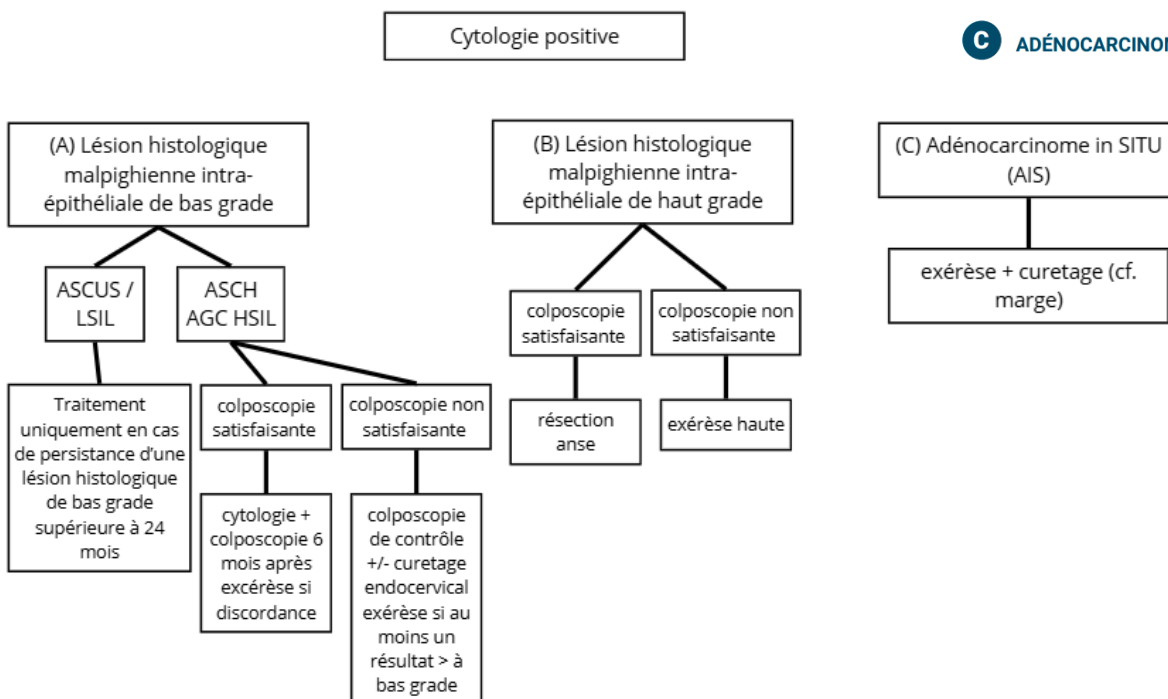 Cytologie positive
C
(A) Lésion histologique
malpighienne intra-
épithéliale de bas grade
ASCUS /
LSIL
ASCH
AGC HSIL
Traitement
uniquement en cas
de persistance d'une
lésion histologique
de bas grade
supérieure à 24
mois
colposcopie
satisfaisante
cytologie +
colposcopie 6
mois après
excérèse si
discordance
colposcopie non
satisfaisante
colposcopie
de contrôle
+/- curetage
endocervical
exérèse si au
moins un
résultat > à
bas grade
(B) Lésion histologique
malpighienne intra-
épithéliale de haut grade
colposcopie
satisfaisante
résection
anse
colposcopie non
satisfaisante
exérèse haute
(C) Adénocarcinome in SITU
(AIS)
exérèse + curetage (cf.
marge)